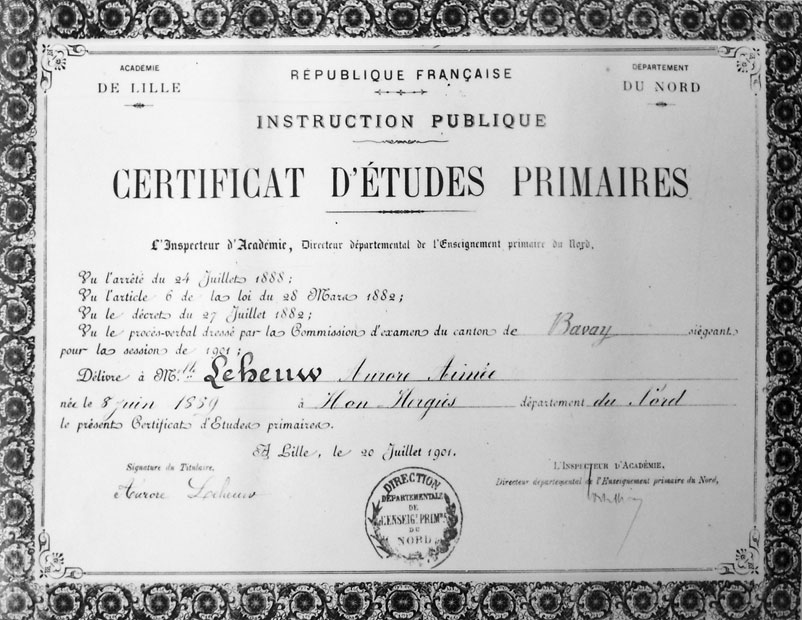 ACADÉMIE
DE LILLE
RÉPUBLIQUE FRANÇAISE
DÉPARTEMENT
DU NORD
INSTRUCTION PUBLIQUE
CERTIFICAT D'ÉTUDES PRIMAIRES
L'Inspecteur d'Académie, Directeur départemental de l'Enseignement primaire du Nord,
Vu l'arrêté du 24 Juillet 1888;
Vu l'article 6 de la loi du 28 Mars 1882;
Vu le décret du 27 Juillet 1882;
Vu le procès-verbal dressé par la Commission d'examen du canton de Bavay siégeant
pour la session de 1901;
Délivre à M.lle Leheuw Aurore Aimée
née le 8 juin 1889 à Hon Hergies département du Nord
le présent Certificat d'Etudes primaires.
A Lille, le 20 Juillet 1901.
Signature du Titulaire,
Aurore Leheuw
L'INSPECTEUR D'ACADÉMIE,
Directeur départemental de l'Enseignement primaire du Nord,
DIRECTION
DÉPARTEMENTALE
DE
L'ENSEIGT PRIMRE
DU
NORD